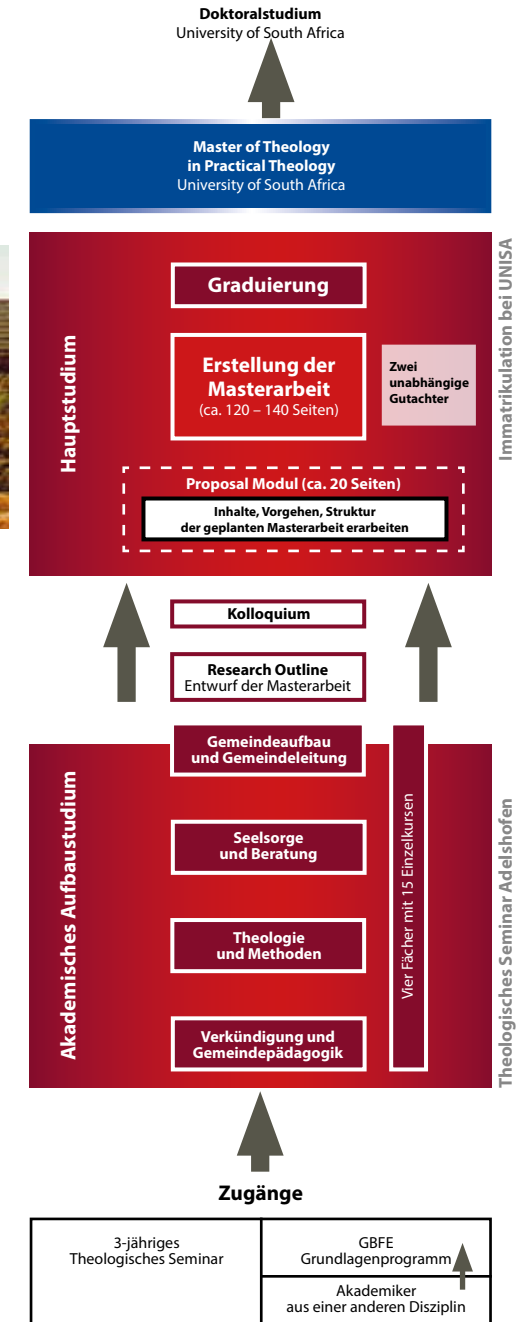 Doktoralstudium
University of South Africa
Master of Theology
in Practical Theology
University of South Africa
Immatrikulation bei UNISA
Hauptstudium
Graduierung
Erstellung der
Masterarbeit
(ca. 120 – 140 Seiten)
Zwei
unabhängige
Gutachter
Proposal Modul (ca. 20 Seiten)
Inhalte, Vorgehen, Struktur
der geplanten Masterarbeit erarbeiten
Kolloquium
Research Outline
Entwurf der Masterarbeit
Theologisches Seminar Adelshofen
Akademisches Aufbaustudium
Gemeindeaufbau
und Gemeindeleitung
Seelsorge
und Beratung
Theologie
und Methoden
Verkündigung und
Gemeindepädagogik
Vier Fächer mit 15 Einzelkursen
Zugänge
3-jähriges
Theologisches Seminar
GBFE
Grundlagenprogramm
Akademiker
aus einer anderen Disziplin